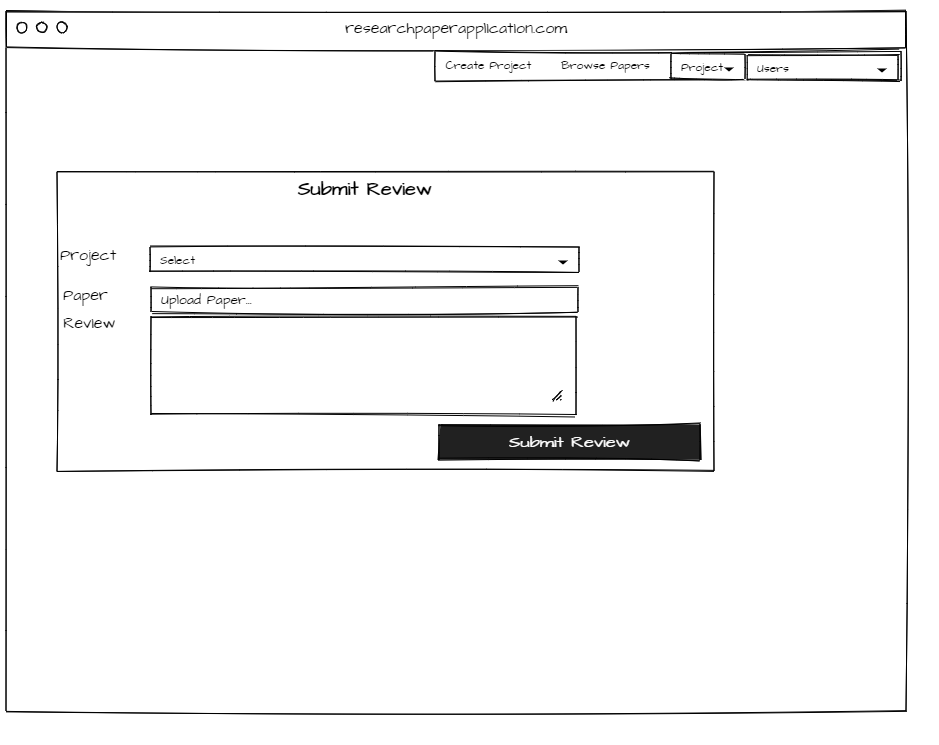 researchpaperapplication.com
Create Project Browse Papers Project Users
Submit Review
Project Select
Paper Upload Paper...
Review
Submit Review